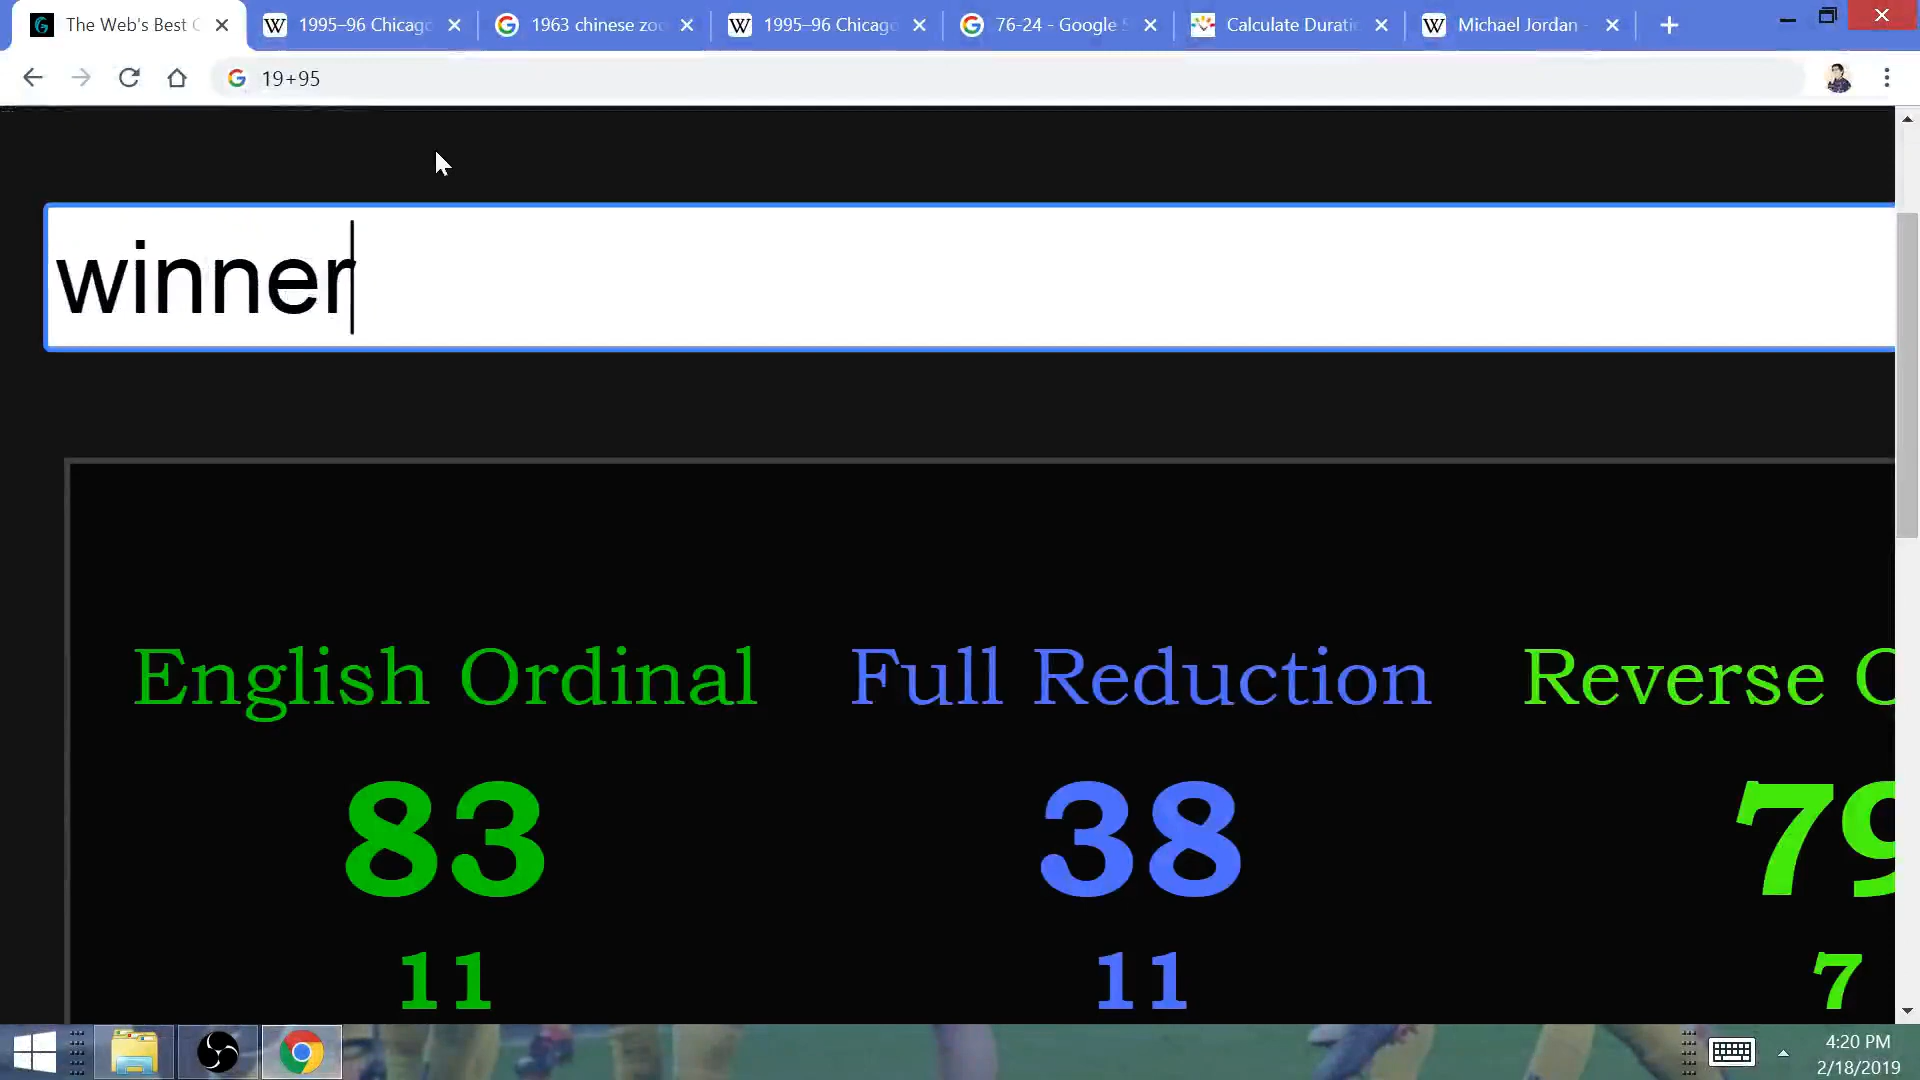 The Web's Best
1995–96 Chicago
1963 chinese zo
1995–96 Chicago
76-24 - Google
Calculate Durati
Michael Jordan -
19+95
winner
English Ordinal
Full Reduction
Reverse
83
38
79
11
11
7
4:20 PM
2/18/2019